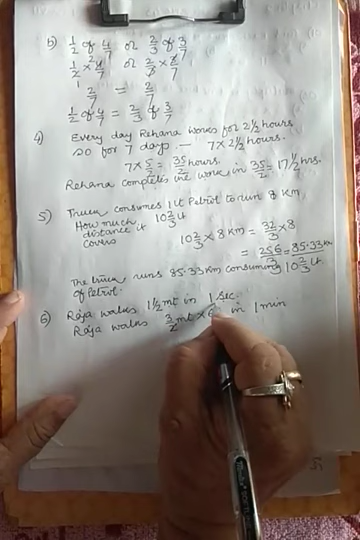 b) 1/2 of 4/7 or 2/3 of 3/7
1/2 × 4/7 or 2/3 × 3/7
2/7 = 2/7
1/2 of 4/7 = 2/3 of 3/7
4) Every day Rehana works for 2 1/2 hours
so for 7 days — 7 × 2 1/2 hours.
7 × 5/2 = 35/2 hours.
Rehana completes the work in 35/2 = 17 1/2 hrs.
5) Truck consumes 1 lt Petrol to run 8 KM
How much distance it covers 10 2/3 lt
10 2/3 × 8 KM = 32/3 × 8
= 256/3 = 85.33 KM
The truck runs 85.33 KM consuming 10 2/3 lt
of Petrol.
6) Raja walks 1 1/2 mt in 1 Sec.
Raja walks 3/2 mt × 6 in 1 min